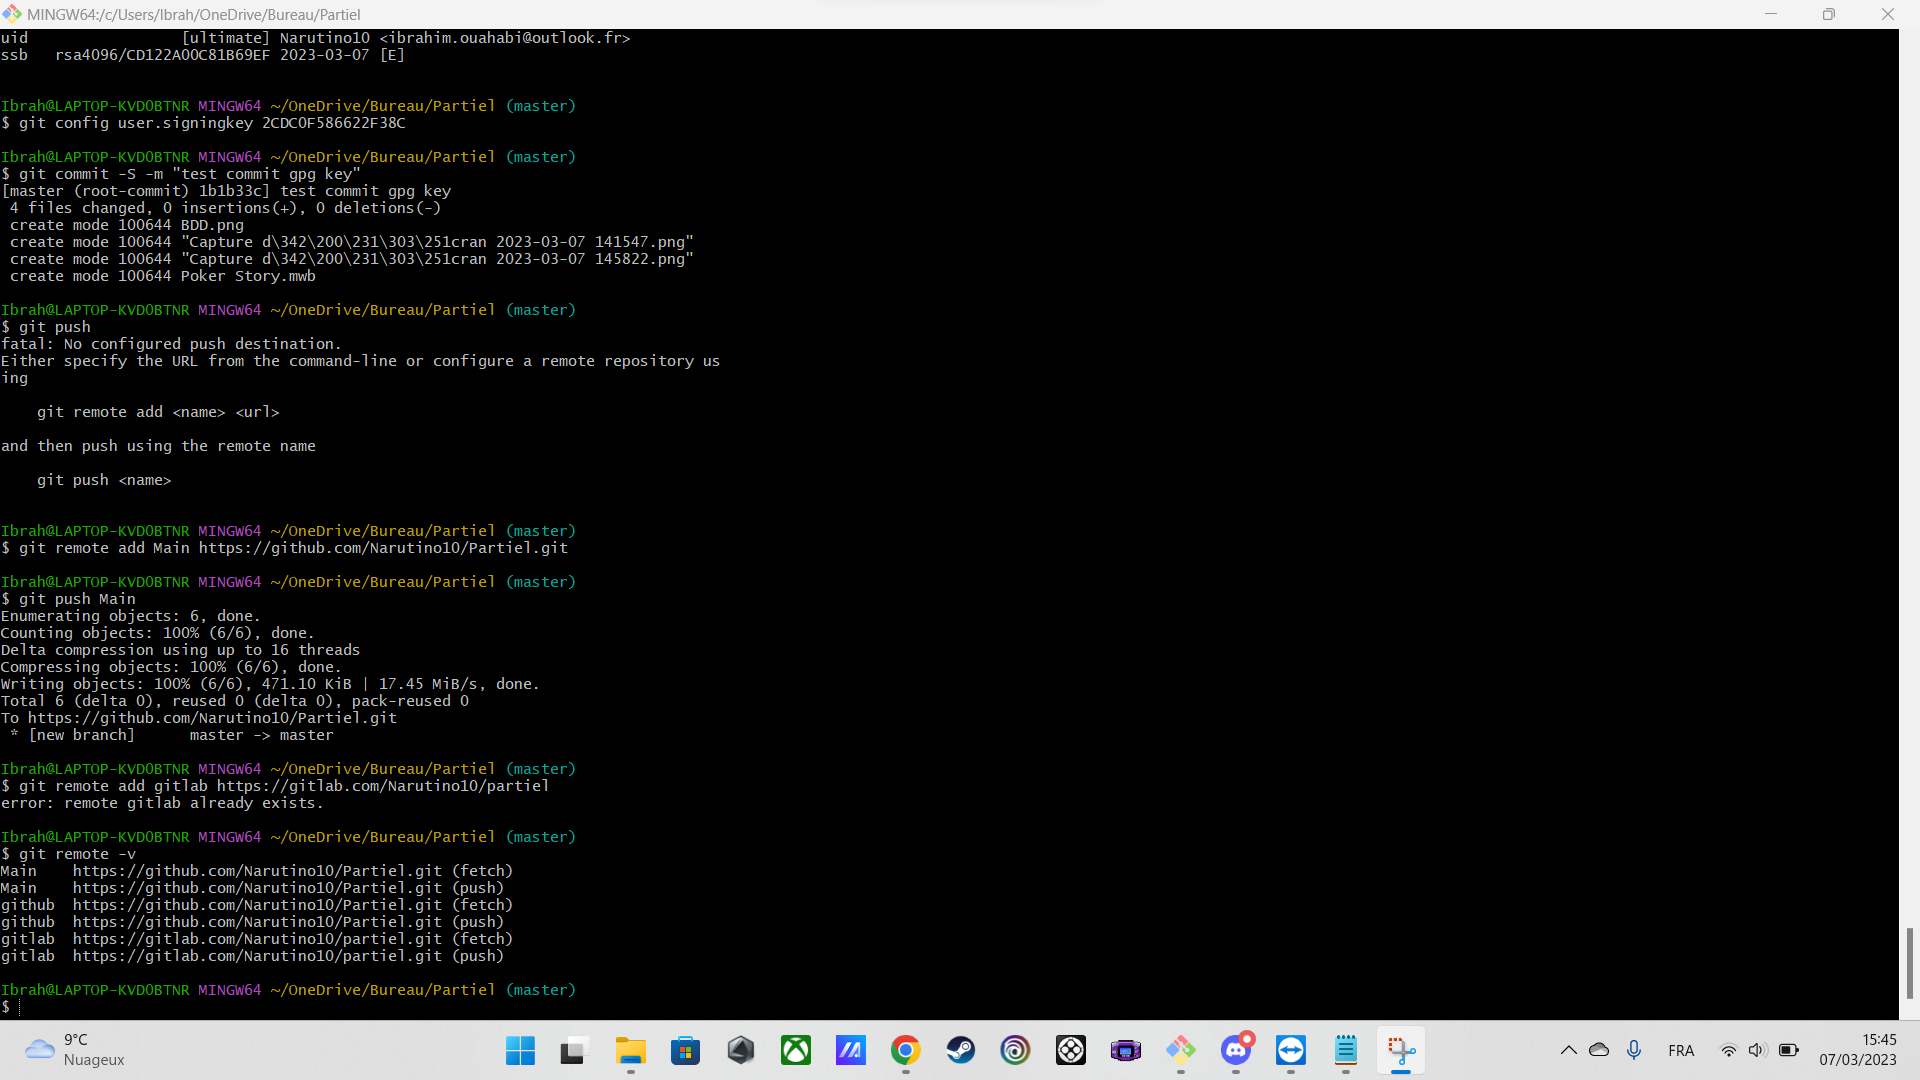 MINGW64:/c/Users/Ibrah/OneDrive/Bureau/Partiel
uid                 [ultimate] Narutino10 <ibrahim.ouahabi@outlook.fr>
ssb   rsa4096/CD122A00C81B69EF 2023-03-07 [E]
Ibrah@LAPTOP-KVDOBTNR MINGW64 ~/OneDrive/Bureau/Partiel (master)
$ git config user.signingkey 2CDC0F586622F38C
Ibrah@LAPTOP-KVDOBTNR MINGW64 ~/OneDrive/Bureau/Partiel (master)
$ git commit -S -m "test commit gpg key"
[master (root-commit) 1b1b33c] test commit gpg key
 4 files changed, 0 insertions(+), 0 deletions(-)
 create mode 100644 BDD.png
 create mode 100644 "Capture d\342\200\231\303\251cran 2023-03-07 141547.png"
 create mode 100644 "Capture d\342\200\231\303\251cran 2023-03-07 145822.png"
 create mode 100644 Poker Story.mwb
Ibrah@LAPTOP-KVDOBTNR MINGW64 ~/OneDrive/Bureau/Partiel (master)
$ git push
fatal: No configured push destination.
Either specify the URL from the command-line or configure a remote repository us
ing
    git remote add <name> <url>
and then push using the remote name
    git push <name>
Ibrah@LAPTOP-KVDOBTNR MINGW64 ~/OneDrive/Bureau/Partiel (master)
$ git remote add Main https://github.com/Narutino10/Partiel.git
Ibrah@LAPTOP-KVDOBTNR MINGW64 ~/OneDrive/Bureau/Partiel (master)
$ git push Main
Enumerating objects: 6, done.
Counting objects: 100% (6/6), done.
Delta compression using up to 16 threads
Compressing objects: 100% (6/6), done.
Writing objects: 100% (6/6), 471.10 KiB | 17.45 MiB/s, done.
Total 6 (delta 0), reused 0 (delta 0), pack-reused 0
To https://github.com/Narutino10/Partiel.git
 * [new branch]      master -> master
Ibrah@LAPTOP-KVDOBTNR MINGW64 ~/OneDrive/Bureau/Partiel (master)
$ git remote add gitlab https://gitlab.com/Narutino10/partiel
error: remote gitlab already exists.
Ibrah@LAPTOP-KVDOBTNR MINGW64 ~/OneDrive/Bureau/Partiel (master)
$ git remote -v
Main    https://github.com/Narutino10/Partiel.git (fetch)
Main    https://github.com/Narutino10/Partiel.git (push)
github  https://github.com/Narutino10/Partiel.git (fetch)
github  https://github.com/Narutino10/Partiel.git (push)
gitlab  https://gitlab.com/Narutino10/partiel.git (fetch)
gitlab  https://gitlab.com/Narutino10/partiel.git (push)
Ibrah@LAPTOP-KVDOBTNR MINGW64 ~/OneDrive/Bureau/Partiel (master)
$
9°C
Nuageux
FRA
15:45
07/03/2023